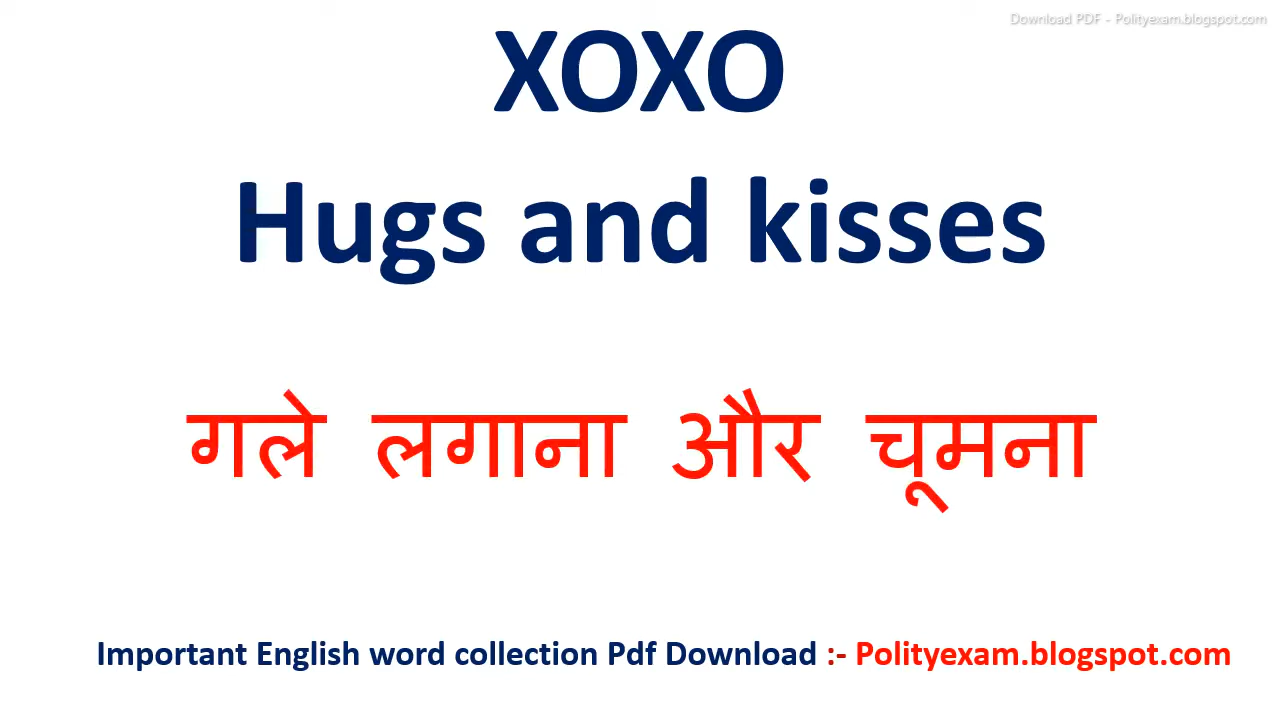 Download PDF - Polityexam.blogspot.com
XOXO
Hugs and kisses
गले लगाना और चूमना
Important English word collection Pdf Download :- Polityexam.blogspot.com